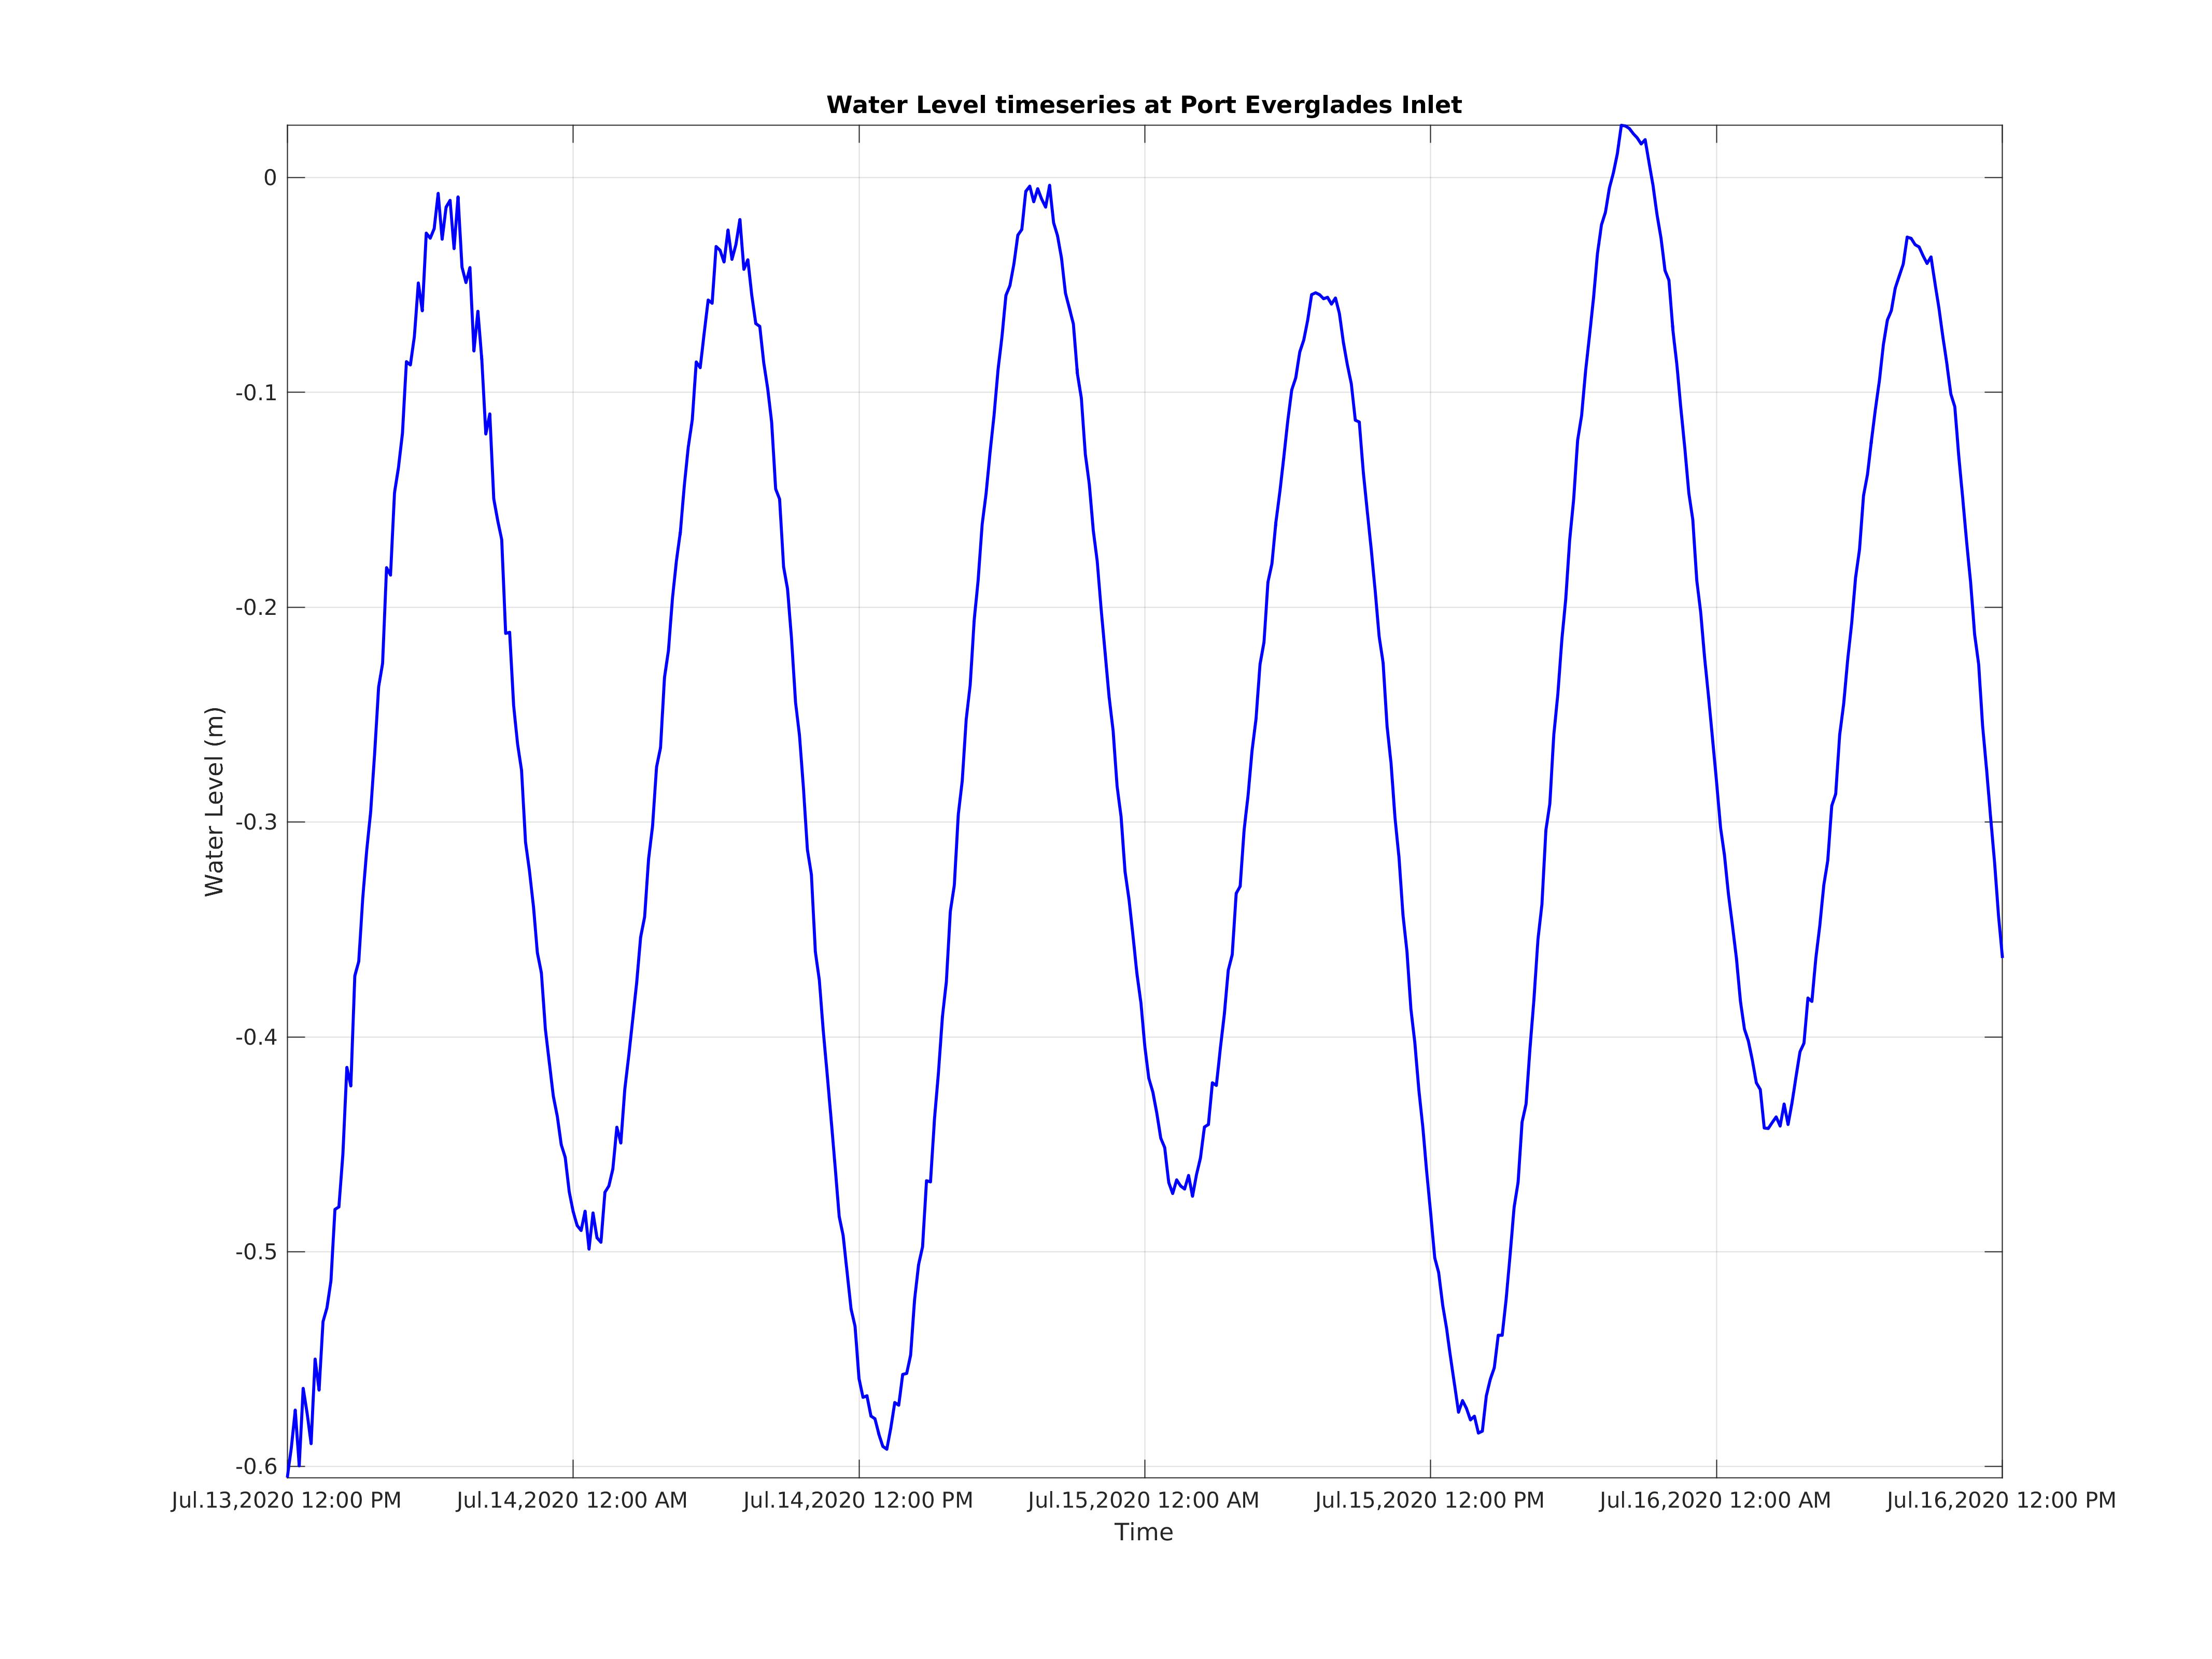 Water Level timeseries at Port Everglades Inlet
0
-0.1
-0.2
-0.3
-0.4
-0.5
-0.6
Water Level (m)
Jul.13,2020 12:00 PM
Jul.14,2020 12:00 AM
Jul.14,2020 12:00 PM
Jul.15,2020 12:00 AM
Jul.15,2020 12:00 PM
Jul.16,2020 12:00 AM
Jul.16,2020 12:00 PM
Time